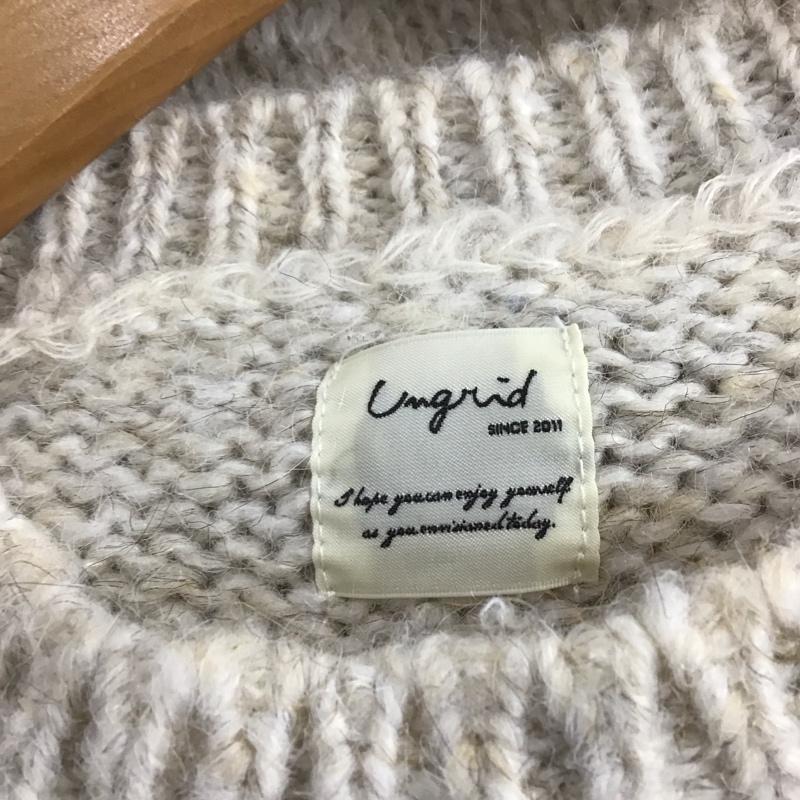 Ungrid
SINCE 2011
I hope you can enjoy yourself
as you envisioned today.